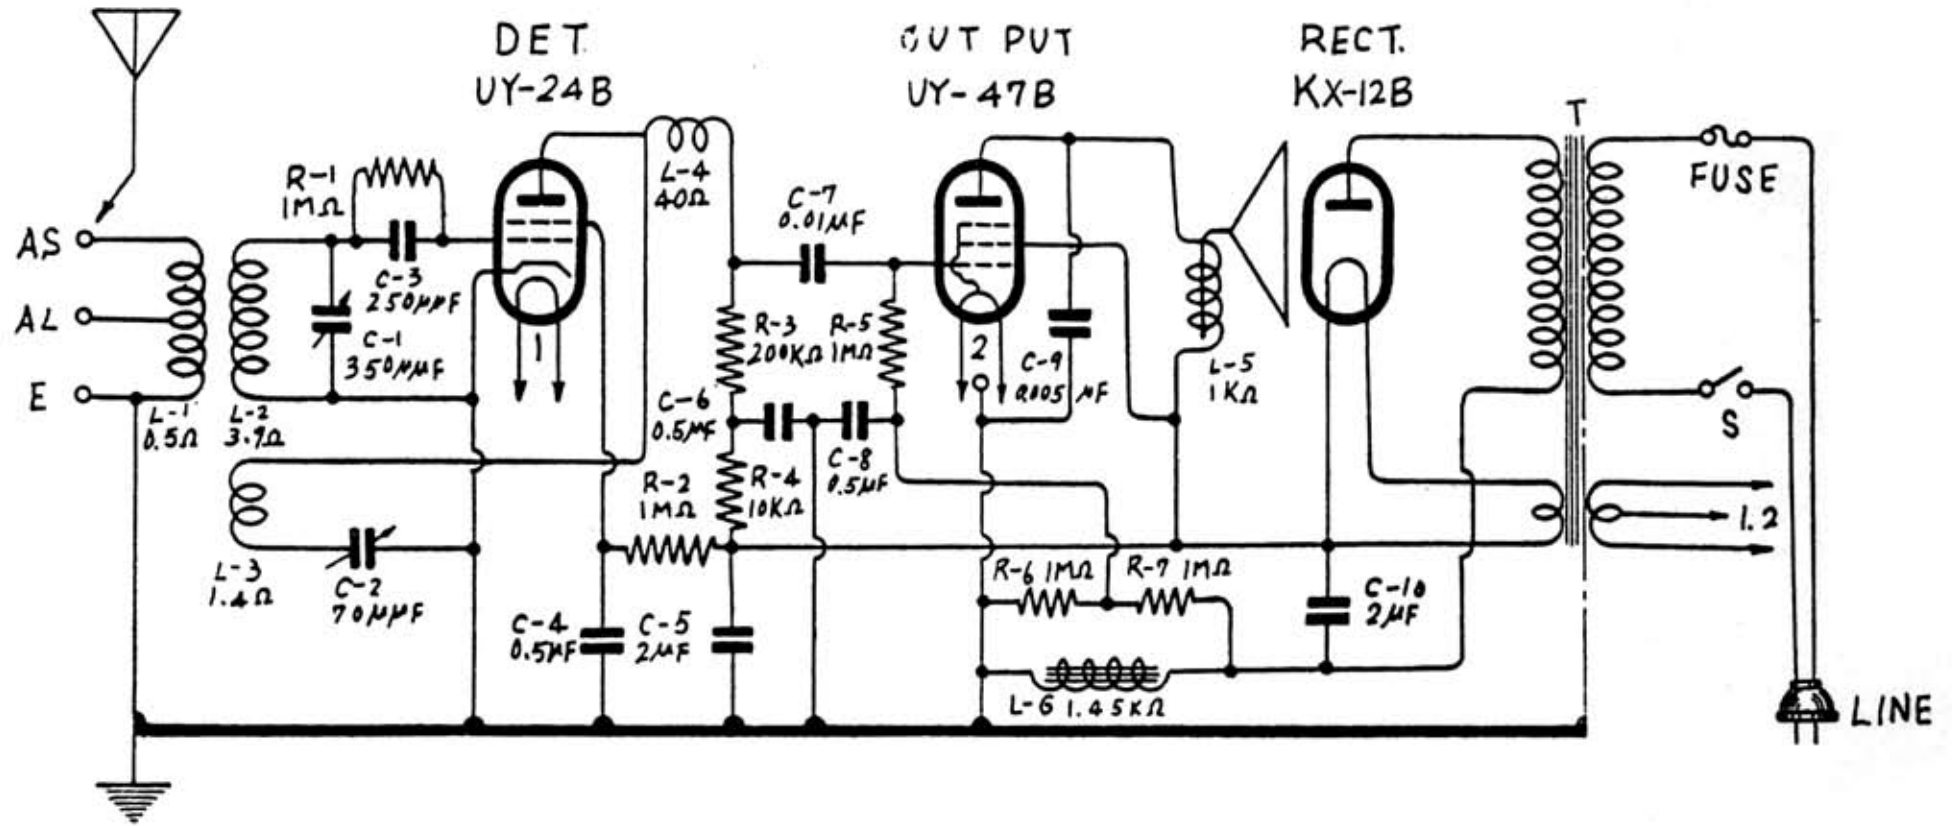 DET.
UY-24B
OUT PUT
UY-47B
RECT.
KX-12B
T
FUSE
R-1
1MΩ
L-4
40Ω
C-7
0.01μF
AS
AL
E
C-3
250μμF
C-1
350μμF
1
R-3
200KΩ
R-5
1MΩ
2
C-9
0.005μF
L-5
1KΩ
L-1
0.5Ω
L-2
3.9Ω
C-6
0.5μF
C-8
0.5μF
S
R-2
1MΩ
R-4
10KΩ
1.2
L-3
1.4Ω
C-2
70μμF
R-6 1MΩ
R-7 1MΩ
C-10
2μF
C-4
0.5μF
C-5
2μF
L-6 1.45KΩ
LINE